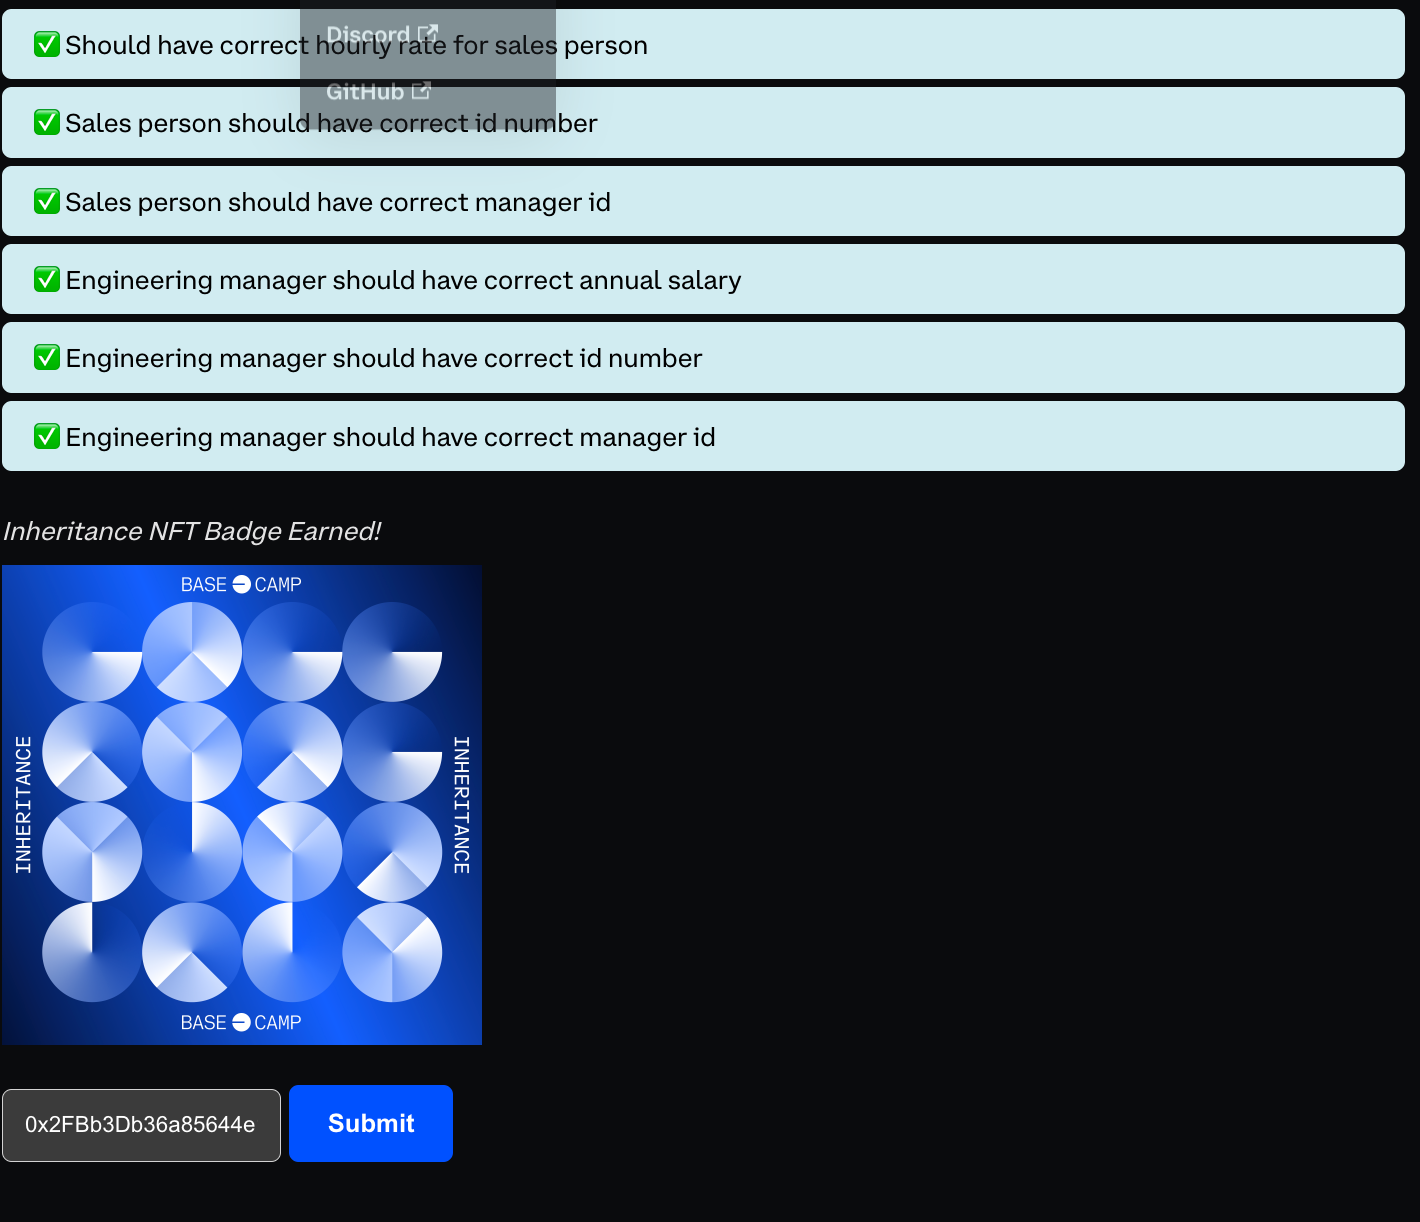 Discord
✅ Should have correct hourly rate for sales person
GitHub
✅ Sales person should have correct id number
✅ Sales person should have correct manager id
✅ Engineering manager should have correct annual salary
✅ Engineering manager should have correct id number
✅ Engineering manager should have correct manager id
Inheritance NFT Badge Earned!
BASE CAMP
INHERITANCE
INHERITANCE
BASE CAMP
0x2FBb3Db36a85644e
Submit